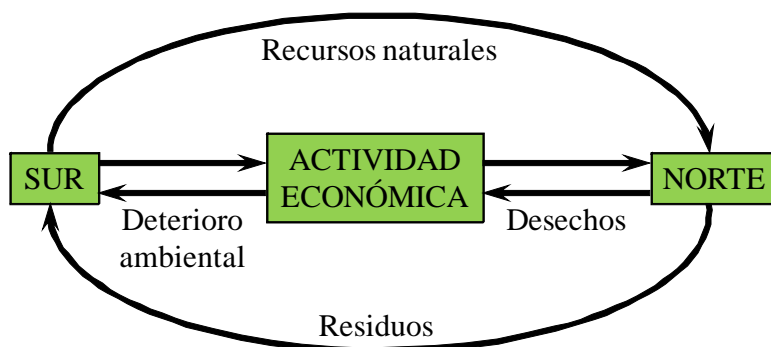 Recursos naturales
SUR
ACTIVIDAD
ECONÓMICA
NORTE
Deterioro
ambiental
Desechos
Residuos